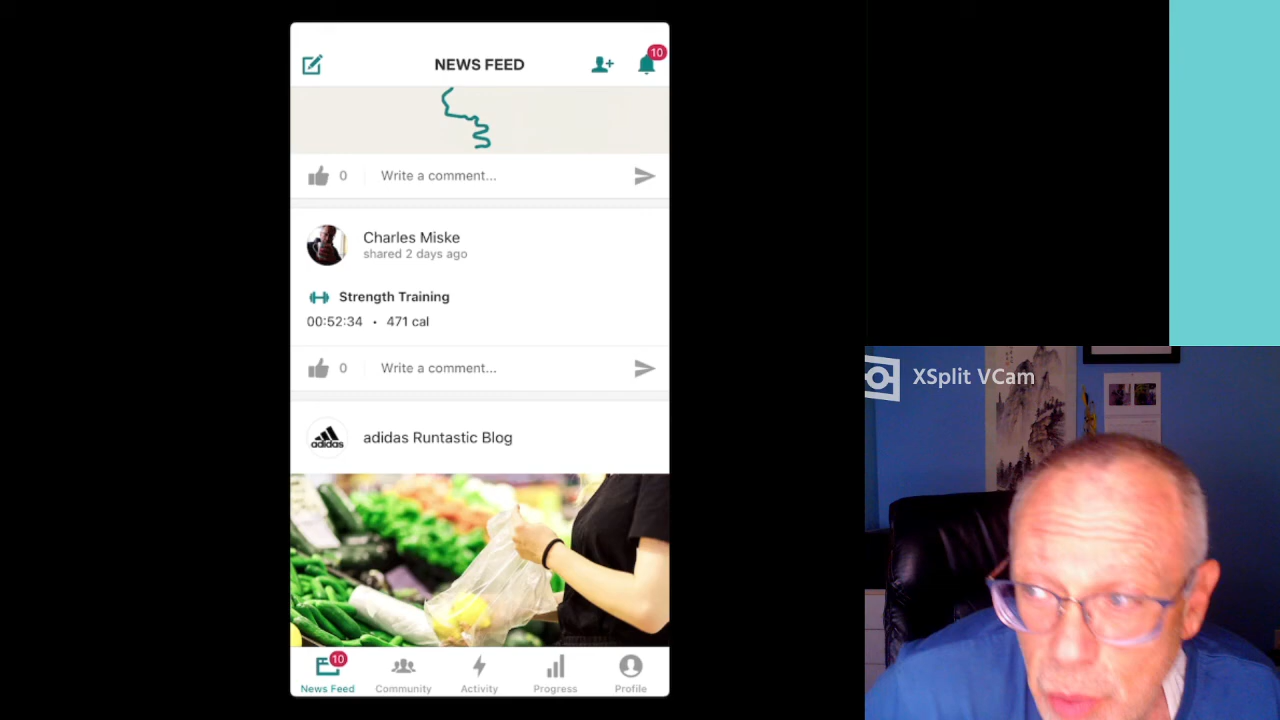 NEWS FEED
10
0
Write a comment...
Charles Miske
shared 2 days ago
Strength Training
00:52:34 • 471 cal
0
Write a comment...
adidas
adidas Runtastic Blog
10
News Feed
Community
Activity
Progress
Profile
XSplit VCam